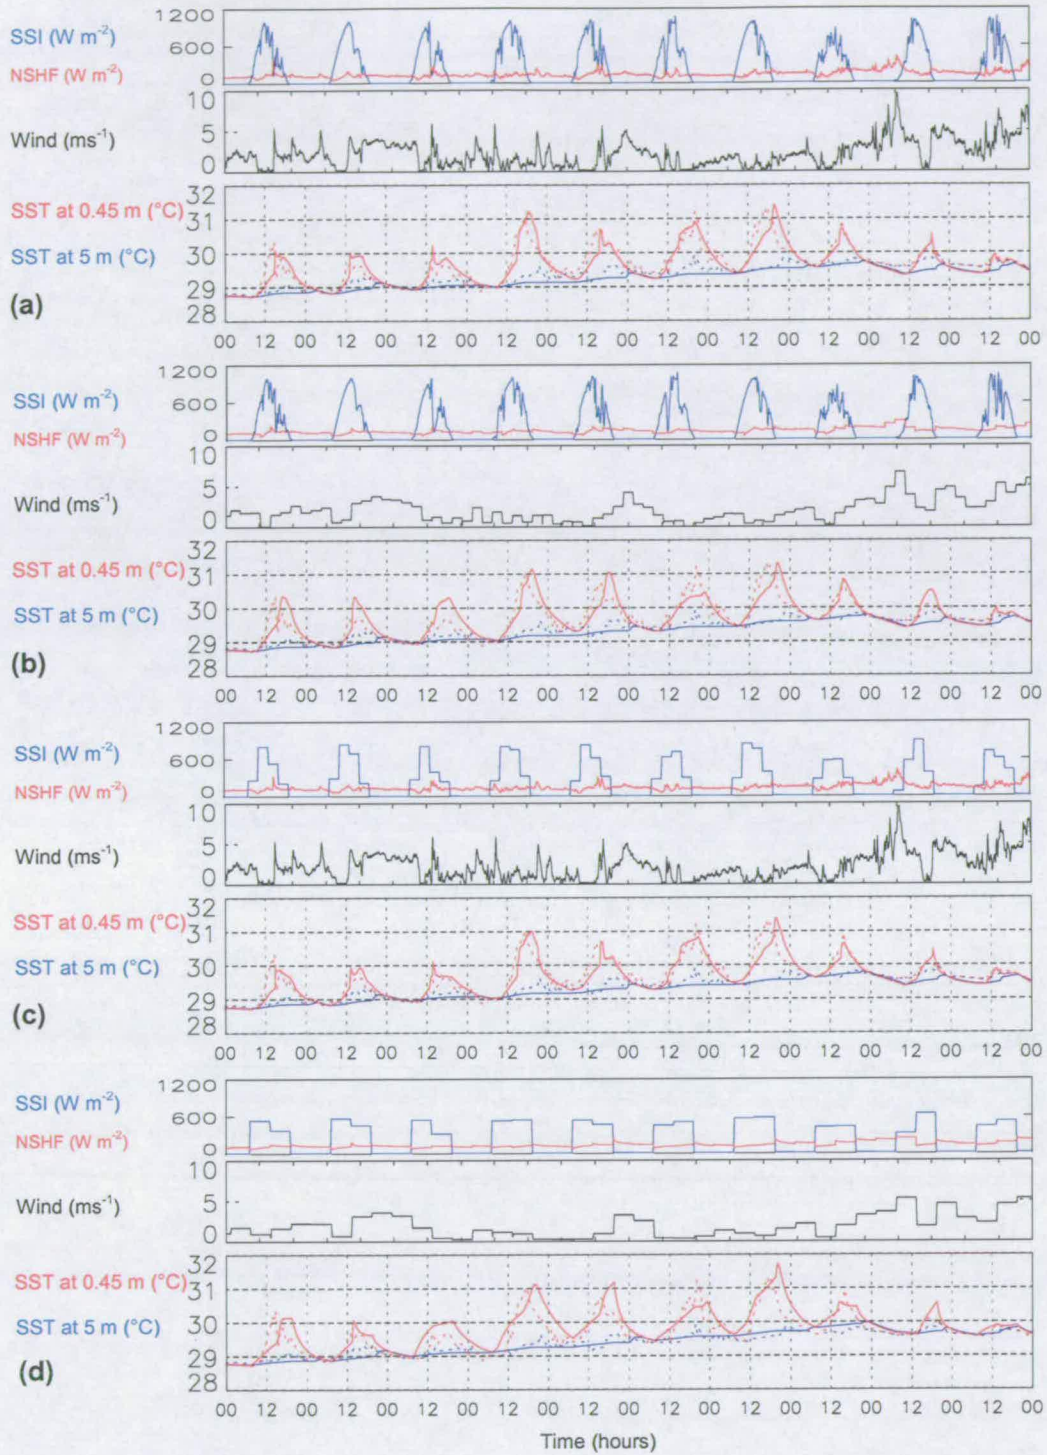 1200
SSI (W m⁻²)
600
NSHF (W m⁻²)
0
10
Wind (ms⁻¹)
5
0
32
SST at 0.45 m (°C)
31
30
SST at 5 m (°C)
29
(a)
28
00 12 00 12 00 12 00 12 00 12 00 12 00 12 00 12 00 12 00 12 00
1200
SSI (W m⁻²)
600
NSHF (W m⁻²)
0
10
Wind (ms⁻¹)
5
0
32
SST at 0.45 m (°C)
31
30
SST at 5 m (°C)
29
(b)
28
00 12 00 12 00 12 00 12 00 12 00 12 00 12 00 12 00 12 00 12 00
1200
SSI (W m⁻²)
600
NSHF (W m⁻²)
0
10
Wind (ms⁻¹)
5
0
32
SST at 0.45 m (°C)
31
30
SST at 5 m (°C)
29
(c)
28
00 12 00 12 00 12 00 12 00 12 00 12 00 12 00 12 00 12 00 12 00
1200
SSI (W m⁻²)
600
NSHF (W m⁻²)
0
10
Wind (ms⁻¹)
5
0
32
SST at 0.45 m (°C)
31
30
SST at 5 m (°C)
29
(d)
28
00 12 00 12 00 12 00 12 00 12 00 12 00 12 00 12 00 12 00 12 00
Time (hours)